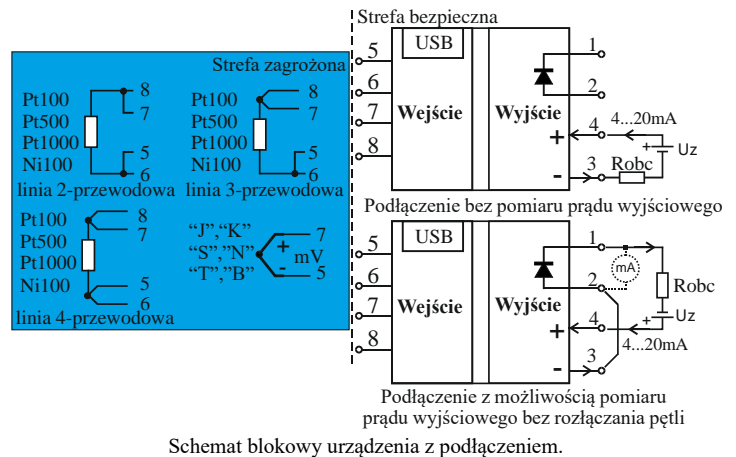 Strefa bezpieczna
Strefa zagrożona
Pt100
Pt500
Pt1000
Ni100
8
7
5
6
linia 2-przewodowa
Pt100
Pt500
Pt1000
Ni100
8
7
5
6
linia 3-przewodowa
Pt100
Pt500
Pt1000
Ni100
8
7
5
6
linia 4-przewodowa
“J”,“K”
“S”,”N”
“T”,”B”
+
-
7
mV
5
5
6
7
8
USB
Wejście
Wyjście
1
2
+ 4
- 3
4...20mA
+
Uz
Robc
Podłączenie bez pomiaru prądu wyjściowego
5
6
7
8
USB
Wejście
Wyjście
1
mA
2
Robc
+ 4
+ Uz
4...20mA
- 3
Podłączenie z możliwością pomiaru
prądu wyjściowego bez rozłączania pętli
Schemat blokowy urządzenia z podłączeniem.